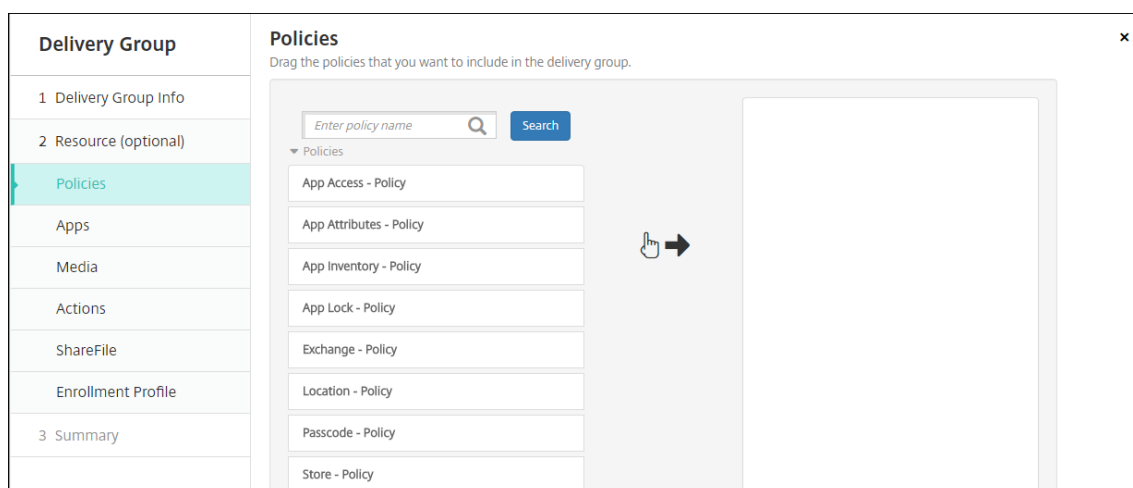 Delivery Group
1 Delivery Group Info
2 Resource (optional)
Policies
Apps
Media
Actions
ShareFile
Enrollment Profile
3 Summary
Policies
×
Drag the policies that you want to include in the delivery group.
Enter policy name
Search
Policies
App Access - Policy
App Attributes - Policy
App Inventory - Policy
App Lock - Policy
Exchange - Policy
Location - Policy
Passcode - Policy
Store - Policy